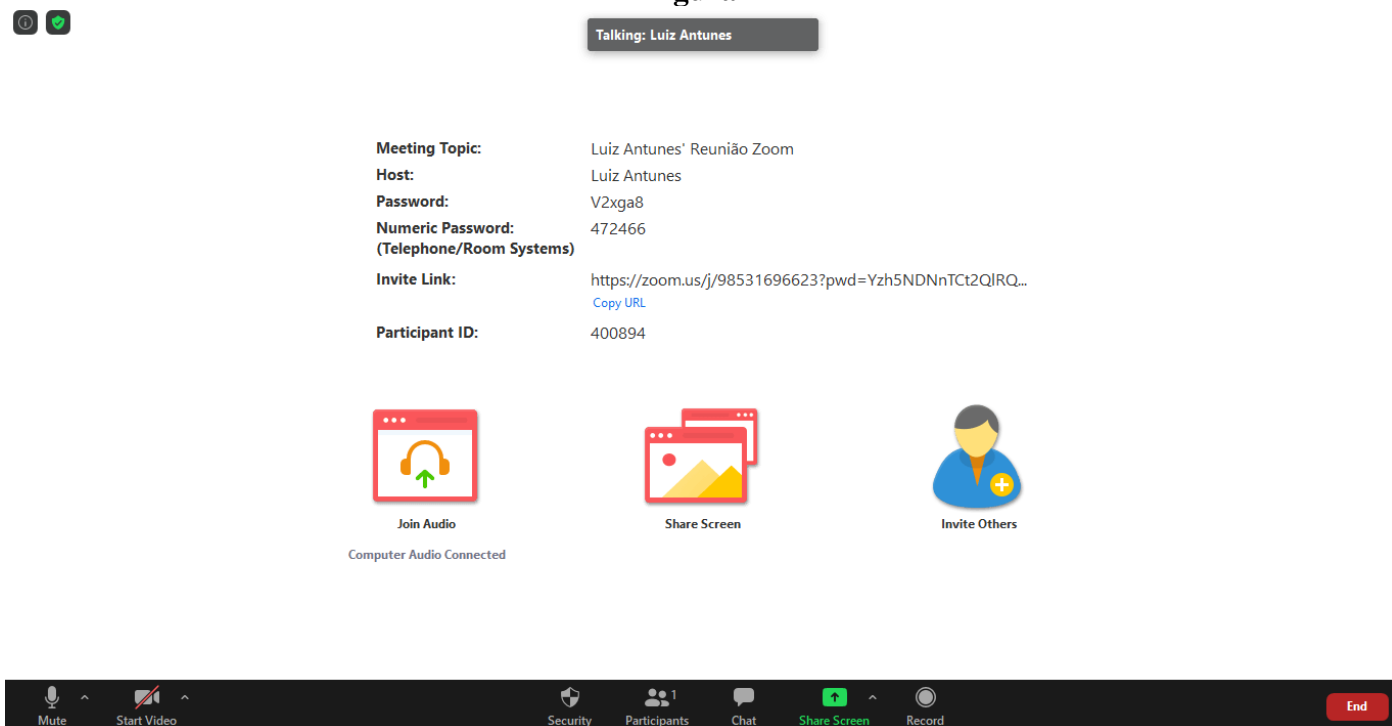 Talking: Luiz Antunes
Meeting Topic: Luiz Antunes' Reunião Zoom
Host: Luiz Antunes
Password: V2xga8
Numeric Password: 472466
(Telephone/Room Systems)
Invite Link: https://zoom.us/j/98531696623?pwd=Yzh5NDNnTCt2QlRQ...
Copy URL
Participant ID: 400894
Join Audio Share Screen Invite Others
Computer Audio Connected
1
Mute Start Video Security Participants Chat Share Screen Record End